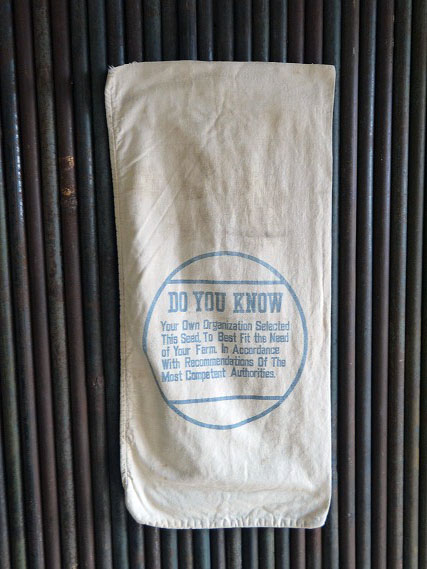 DO YOU KNOW
Your Own Organization Selected
This Seed, To Best Fit the Need
of Your Farm, In Accordance
With Recommendations Of The
Most Competent Authorities.